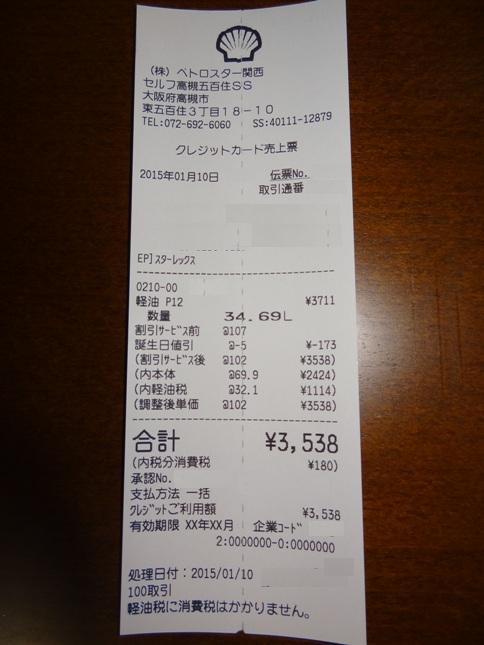 (株) ペトロスター関西
セルフ高槻五百住SS
大阪府高槻市
東五百住3丁目18-10
TEL:072-692-6060 SS:40111-12879
クレジットカード売上票
2015年01月10日 伝票No.
取引通番
EP] スターレックス
0210-00
軽油 P12 ¥3711
数量 34.69L
割引サービス前 @107
誕生日値引 @-5 ¥-173
(割引サービス後 @102 ¥3538)
(内本体 @69.9 ¥2424)
(内軽油税 @32.1 ¥1114)
(調整後単価 @102 ¥3538)
合計 ¥3,538
(内税分消費税 ¥180)
承認No.
支払方法 一括
クレジットご利用額 ¥3,538
有効期限 XX年XX月 企業コード
2:0000000-0:0000000
処理日付:2015/01/10
100取引
軽油税に消費税はかかりません。